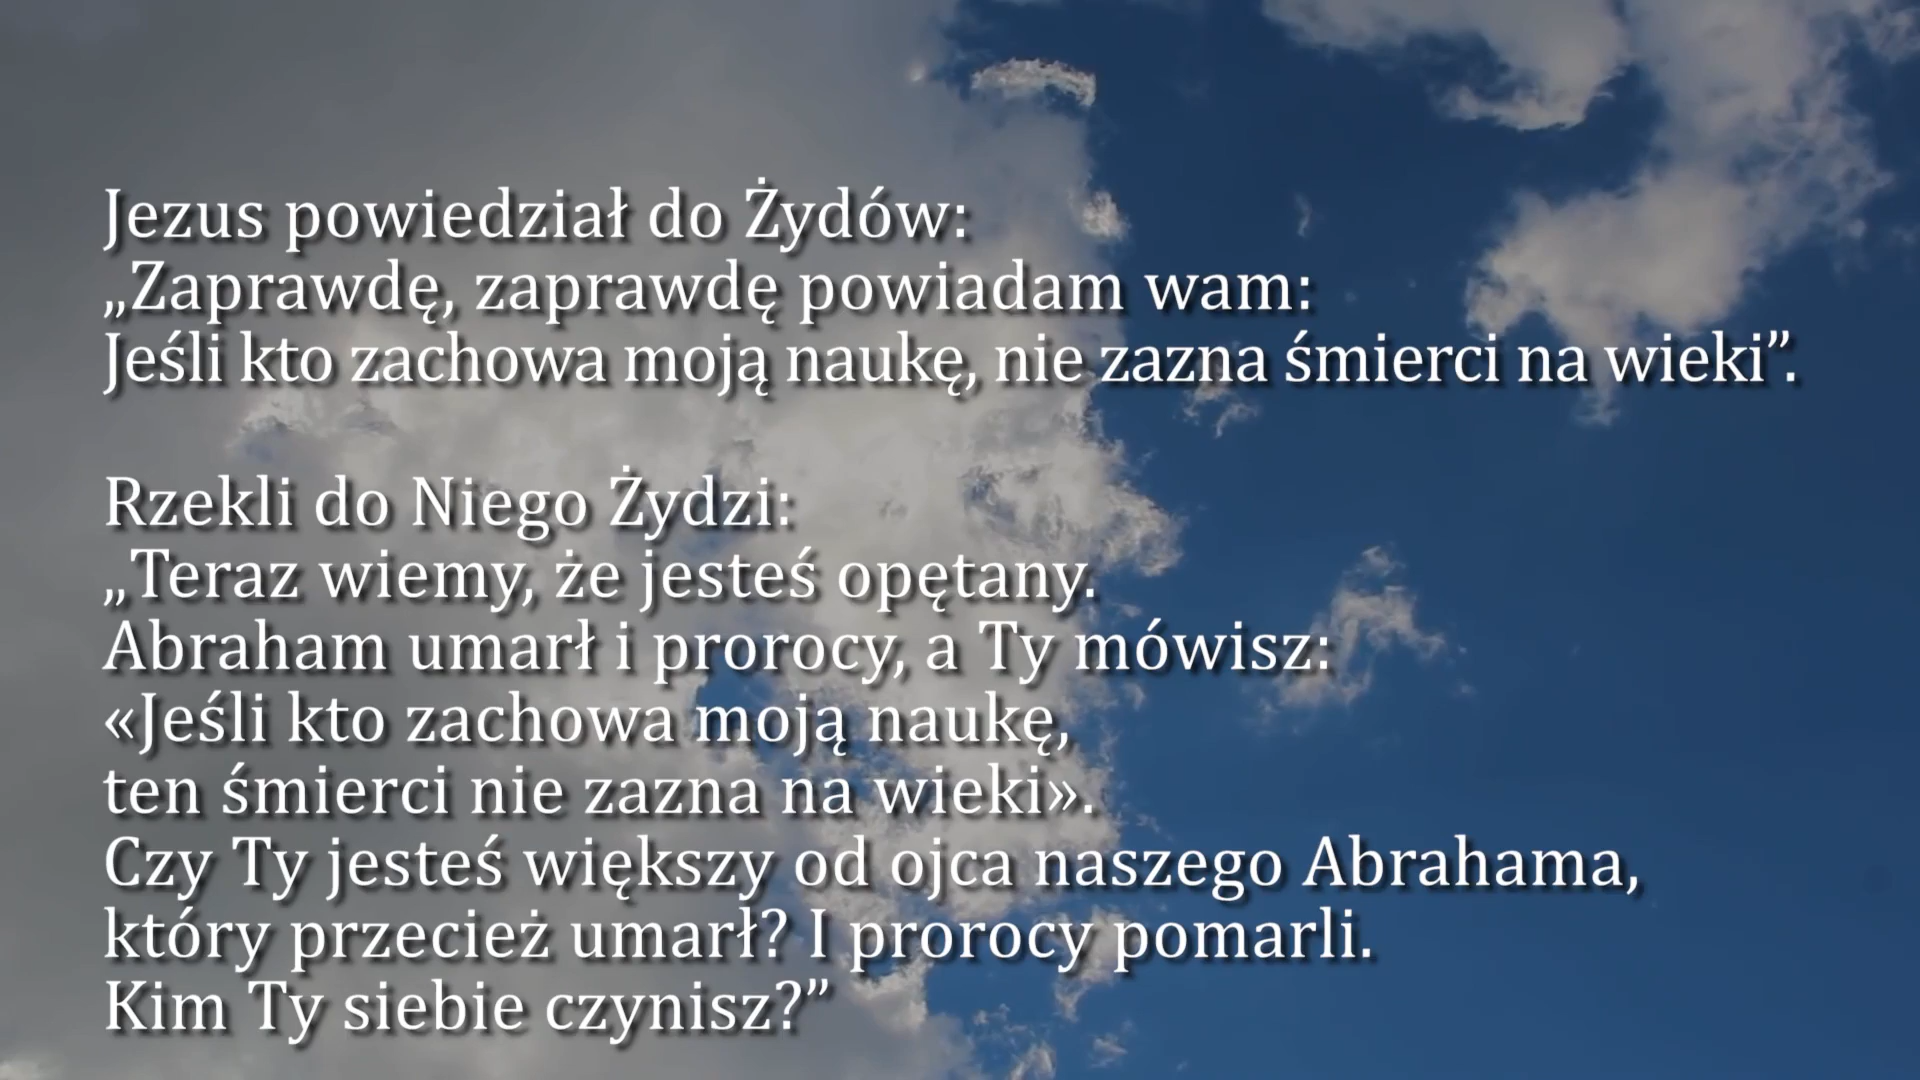 Jezus powiedział do Żydów:
„Zaprawdę, zaprawdę powiadam wam:
Jeśli kto zachowa moją naukę, nie zazna śmierci na wieki”.
Rzekli do Niego Żydzi:
„Teraz wiemy, że jesteś opętany.
Abraham umarł i prorocy, a Ty mówisz:
«Jeśli kto zachowa moją naukę,
ten śmierci nie zazna na wieki».
Czy Ty jesteś większy od ojca naszego Abrahama,
który przecież umarł? I prorocy pomarli.
Kim Ty siebie czynisz?”